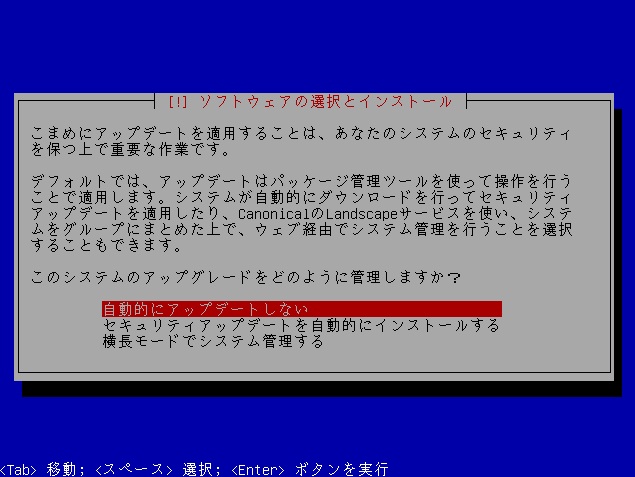 [!] ソフトウェアの選択とインストール
こまめにアップデートを適用することは、あなたのシステムのセキュリティ
を保つ上で重要な作業です。
デフォルトでは、アップデートはパッケージ管理ツールを使って操作を行う
ことで適用します。システムが自動的にダウンロードを行ってセキュリティ
アップデートを適用したり、CanonicalのLandscapeサービスを使い、システ
ムをグループにまとめた上で、ウェブ経由でシステム管理を行うことを選択
することもできます。
このシステムのアップグレードをどのように管理しますか？
自動的にアップデートしない
セキュリティアップデートを自動的にインストールする
横長モードでシステム管理する
<Tab> 移動; <スペース> 選択; <Enter> ボタンを実行